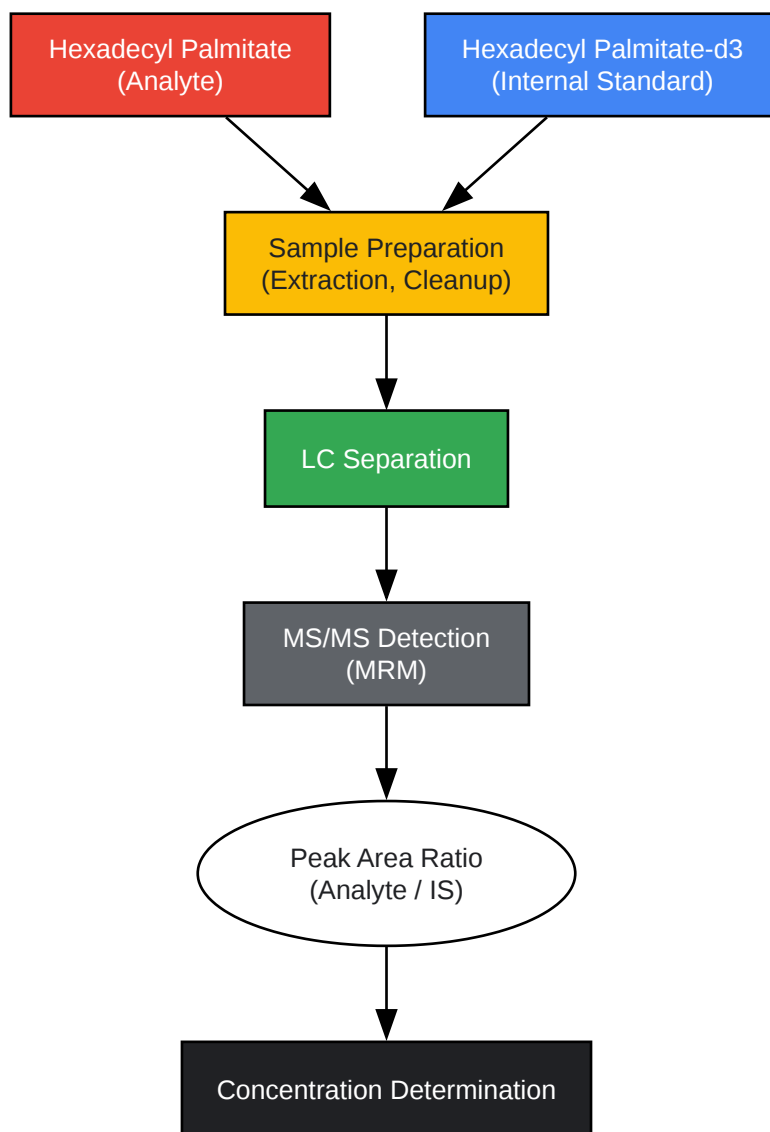 Hexadecyl Palmitate
(Analyte)
Hexadecyl Palmitate-d3
(Internal Standard)
Sample Preparation
(Extraction, Cleanup)
LC Separation
MS/MS Detection
(MRM)
Peak Area Ratio
(Analyte / IS)
Concentration Determination